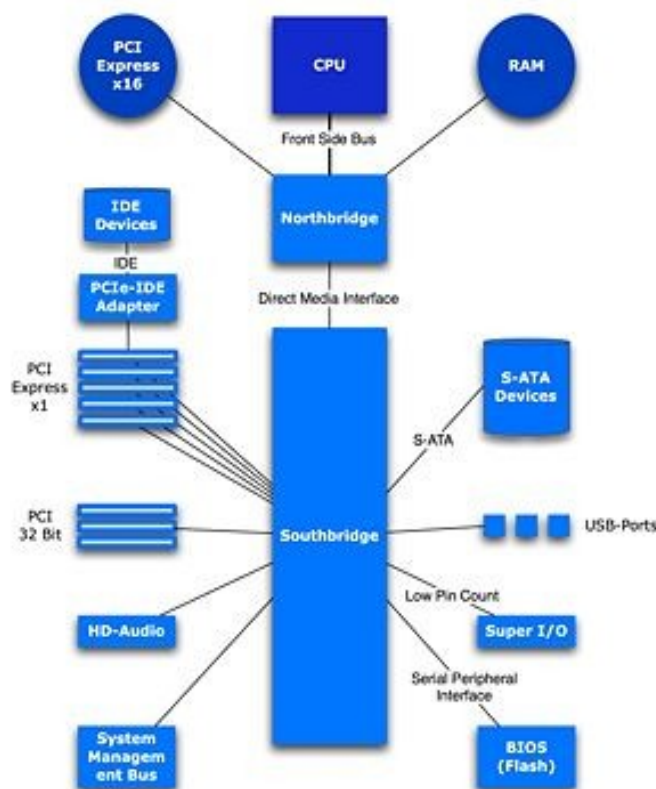 PCI
Express
x16
CPU
RAM
Front Side Bus
Northbridge
IDE
Devices
IDE
PCIe-IDE
Adapter
Direct Media Interface
PCI
Express
x1
S-ATA
Devices
S-ATA
PCI
32 Bit
Southbridge
USB-Ports
Low Pin Count
HD-Audio
Super I/O
Serial Peripheral
Interface
System
Managem
ent Bus
BIOS
(Flash)